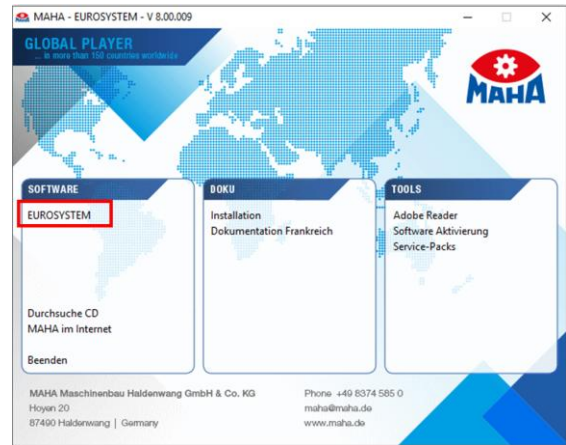 MAHA - EUROSYSTEM - V 8.00.009
GLOBAL PLAYER
... in more than 150 countries worldwide
MAHA
SOFTWARE
EUROSYSTEM
Durchsuche CD
MAHA im Internet
Beenden
DOKU
Installation
Dokumentation Frankreich
TOOLS
Adobe Reader
Software Aktivierung
Service-Packs
MAHA Maschinenbau Haldenwang GmbH & Co. KG
Hoyen 20
87490 Haldenwang | Germany
Phone +49 8374 585 0
maha@maha.de
www.maha.de